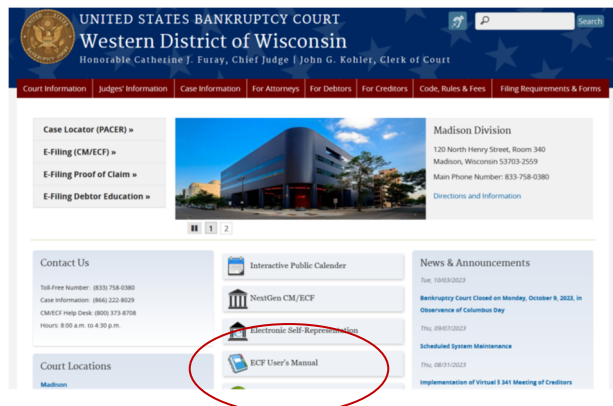 UNITED STATES BANKRUPTCY COURT
Western District of Wisconsin
Honorable Catherine J. Furay, Chief Judge | John G. Kohler, Clerk of Court
Search
Court Information
Judges' Information
Case Information
For Attorneys
For Debtors
For Creditors
Code, Rules & Fees
Filing Requirements & Forms
Case Locator (PACER) »
E-Filing (CM/ECF) »
E-Filing Proof of Claim »
E-Filing Debtor Education »
1 2
Madison Division
120 North Henry Street, Room 340
Madison, Wisconsin 53703-2559
Main Phone Number: 833-758-0380
Directions and Information
Contact Us
Toll-Free Number: (833) 758-0380
Case Information: (866) 222-8029
CM/ECF Help Desk: (800) 373-8708
Hours: 8:00 a.m. to 4:30 p.m.
Court Locations
Madison
Interactive Public Calender
NextGen CM/ECF
Electronic Self-Representation
ECF User's Manual
News & Announcements
Tue, 10/03/2023
Bankruptcy Court Closed on Monday, October 9, 2023, in
Observence of Columbus
Day
Thu, 09/07/2023
Scheduled System Maintenance
Thu, 08/31/2023
Implementation of Virtual § 341 Meeting of Creditors